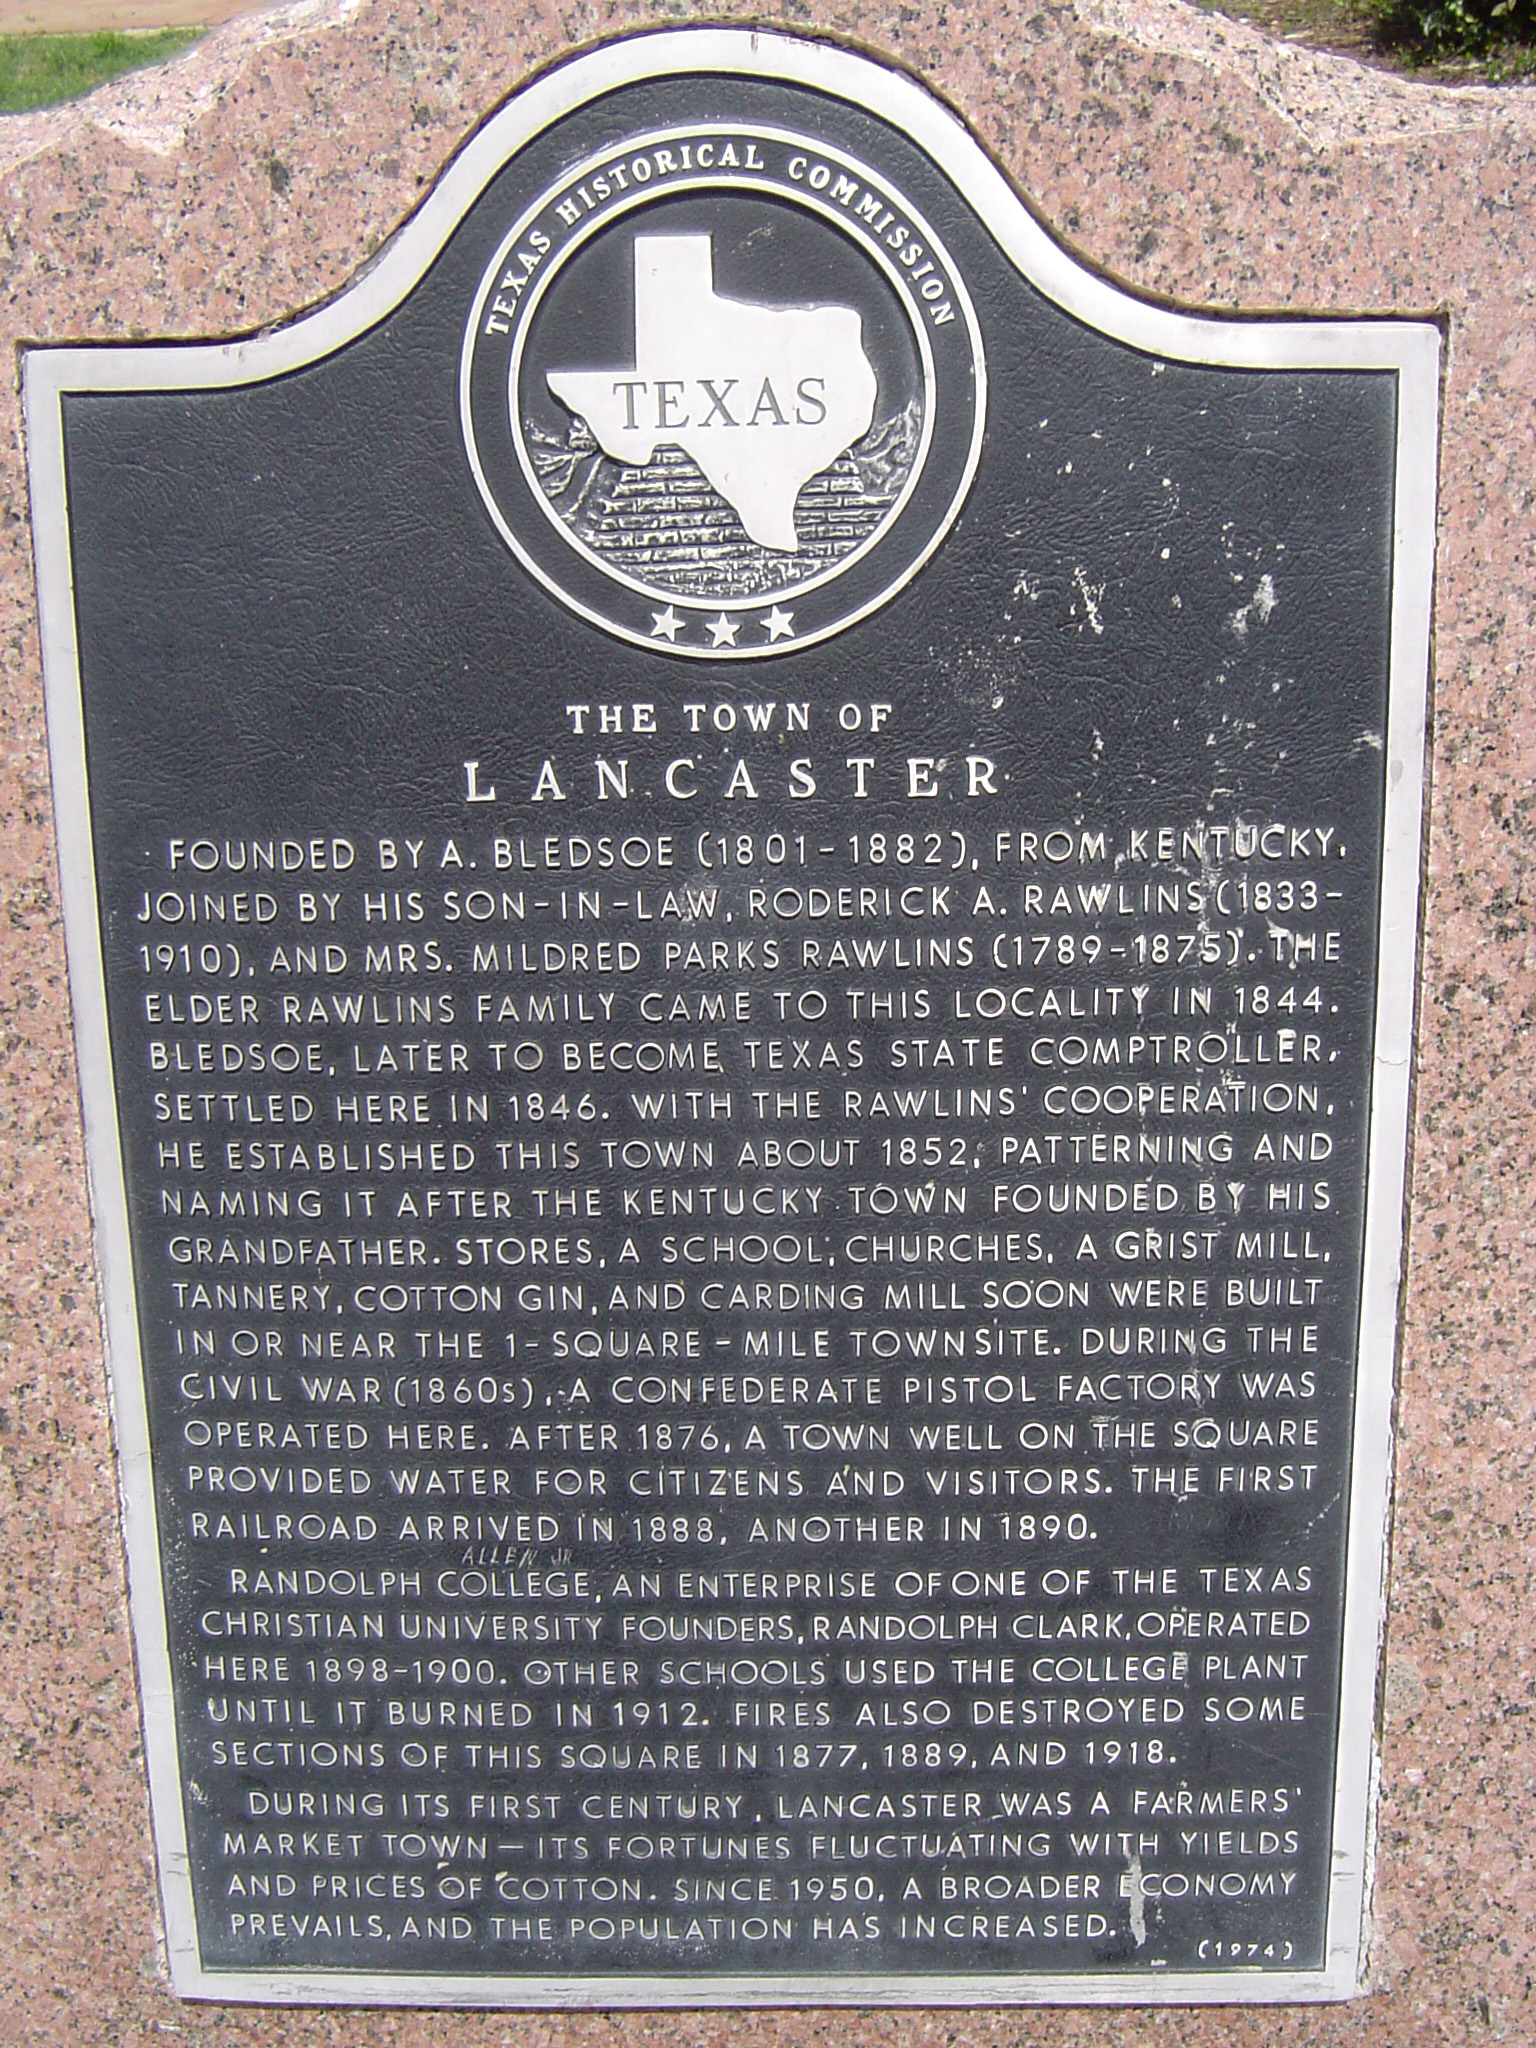 TEXAS HISTORICAL COMMISSION
TEXAS
THE TOWN OF
LANCASTER
FOUNDED BY A. BLEDSOE (1801-1882), FROM KENTUCKY,
JOINED BY HIS SON-IN-LAW, RODERICK A. RAWLINS (1833-
1910), AND MRS. MILDRED PARKS RAWLINS (1789-1875). THE
ELDER RAWLINS FAMILY CAME TO THIS LOCALITY IN 1844.
BLEDSOE, LATER TO BECOME TEXAS STATE COMPTROLLER,
SETTLED HERE IN 1846. WITH THE RAWLINS' COOPERATION,
HE ESTABLISHED THIS TOWN ABOUT 1852, PATTERNING AND
NAMING IT AFTER THE KENTUCKY TOWN FOUNDED BY HIS
GRANDFATHER. STORES, A SCHOOL, CHURCHES, A GRIST MILL,
TANNERY, COTTON GIN, AND CARDING MILL SOON WERE BUILT
IN OR NEAR THE 1-SQUARE-MILE TOWNSITE. DURING THE
CIVIL WAR (1860s), A CONFEDERATE PISTOL FACTORY WAS
OPERATED HERE. AFTER 1876, A TOWN WELL ON THE SQUARE
PROVIDED WATER FOR CITIZENS AND VISITORS. THE FIRST
RAILROAD ARRIVED IN 1888, ANOTHER IN 1890.
ALLEN JR
RANDOLPH COLLEGE, AN ENTERPRISE OF ONE OF THE TEXAS
CHRISTIAN UNIVERSITY FOUNDERS, RANDOLPH CLARK, OPERATED
HERE 1898-1900. OTHER SCHOOLS USED THE COLLEGE PLANT
UNTIL IT BURNED IN 1912. FIRES ALSO DESTROYED SOME
SECTIONS OF THIS SQUARE IN 1877, 1889, AND 1918.
DURING ITS FIRST CENTURY, LANCASTER WAS A FARMERS'
MARKET TOWN — ITS FORTUNES FLUCTUATING WITH YIELDS
AND PRICES OF COTTON. SINCE 1950, A BROADER ECONOMY
PREVAILS, AND THE POPULATION HAS INCREASED.
(1974)